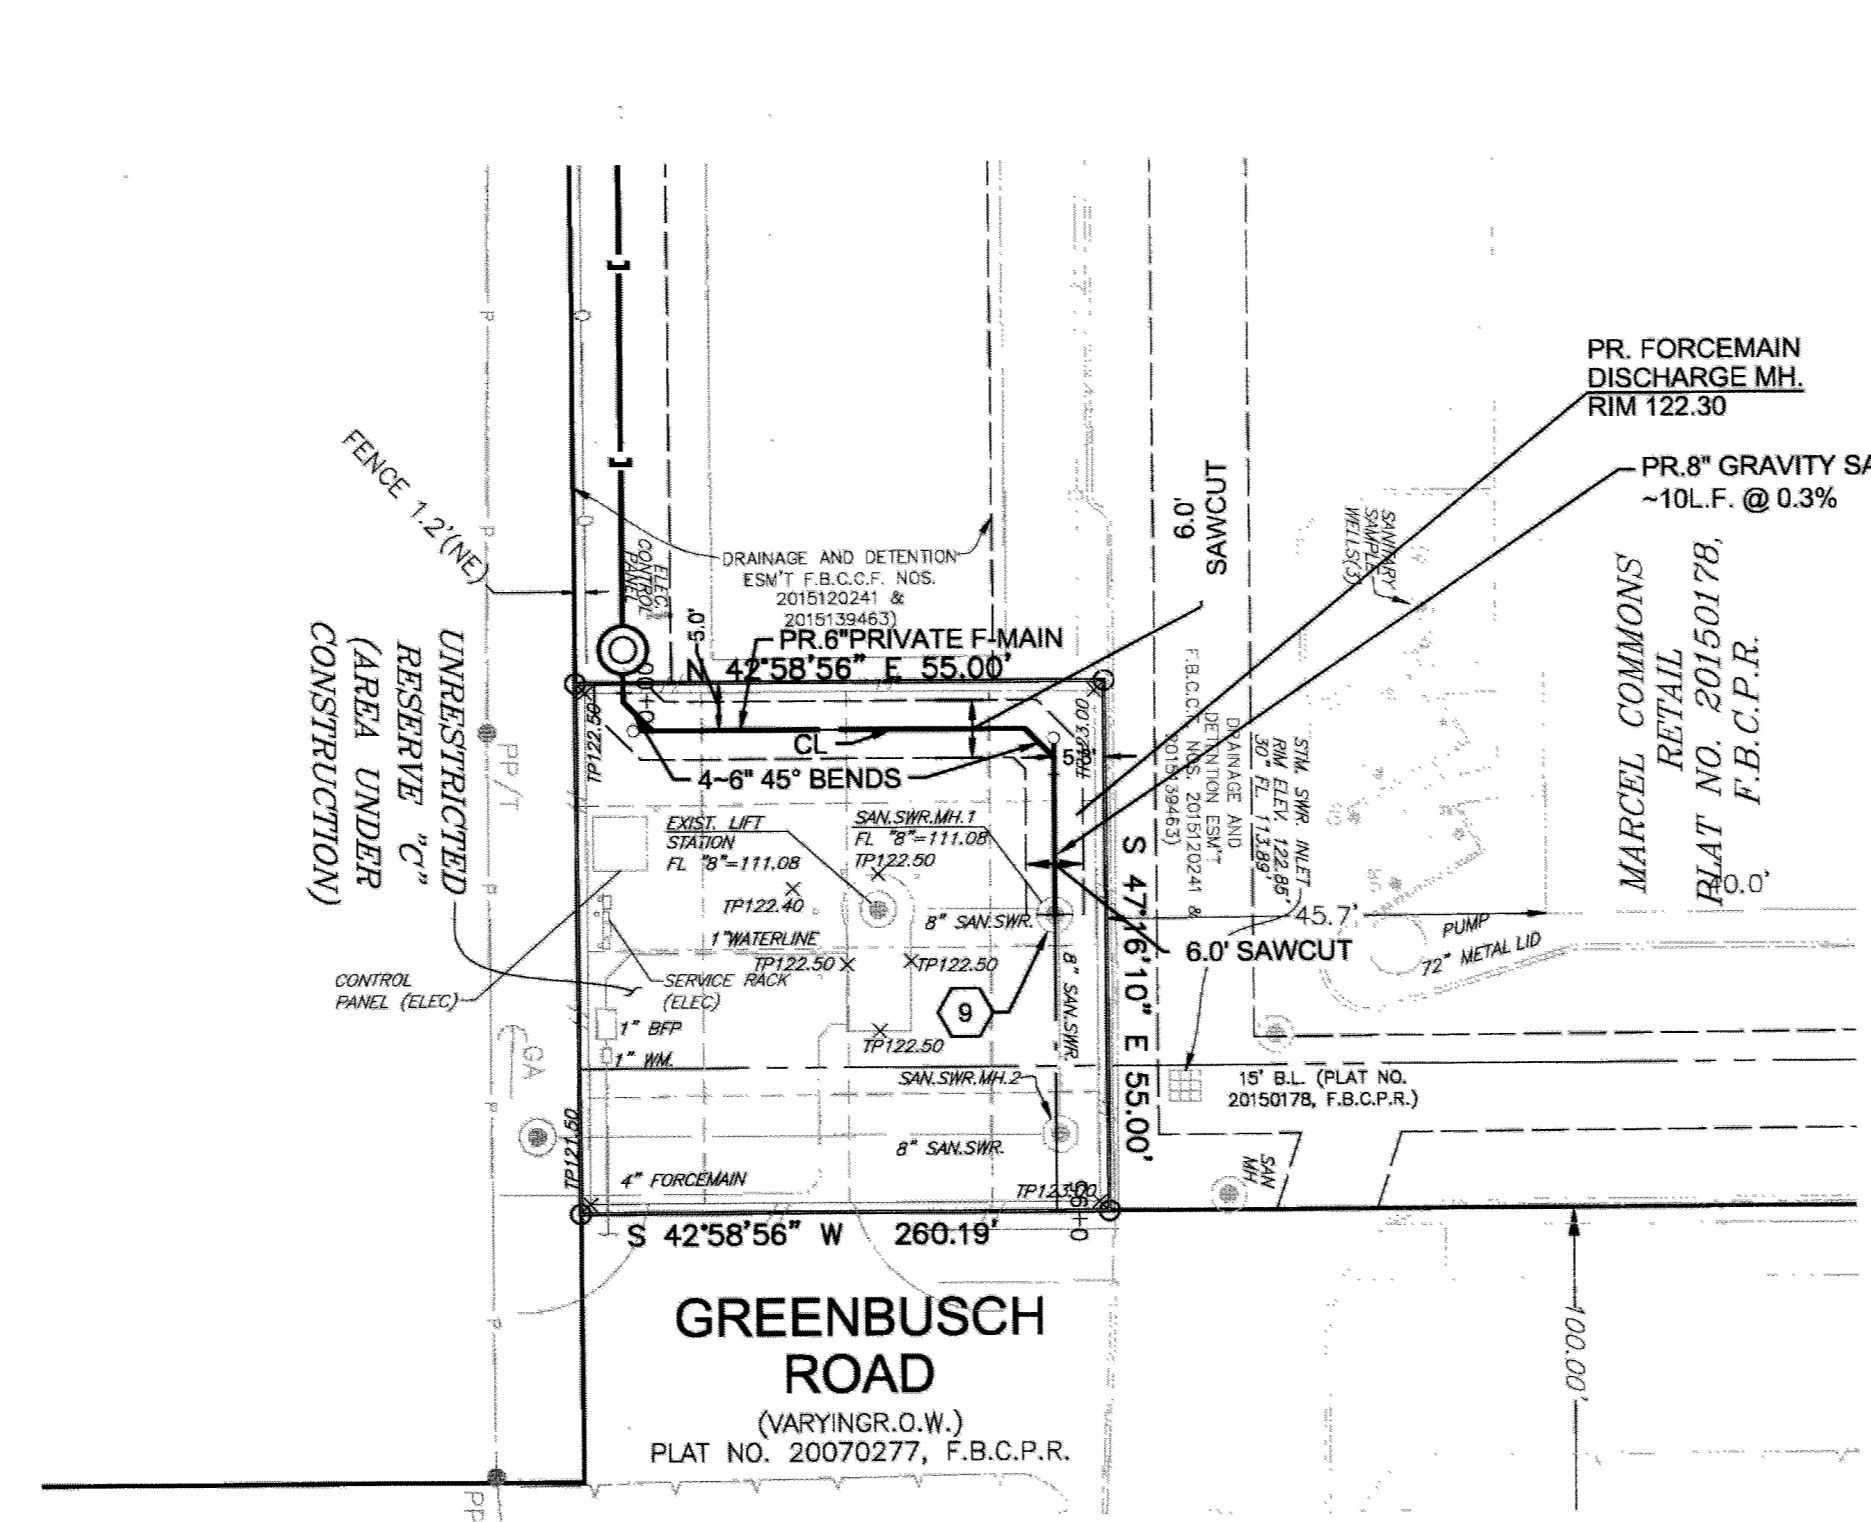 PR. FORCEMAIN
DISCHARGE MH.
RIM 122.30
PR.8" GRAVITY SA
~10L.F. @ 0.3%
6.0'
SAWCUT
FENCE 1.2'(NE)
ELEC.
CONTROL
PANEL
DRAINAGE AND DETENTION
ESM'T F.B.C.C.F. NOS.
2015120241 &
2015139463)
SANITARY
SAMPLE
WELLS(3)
MARCEL COMMONS
RETAIL
PLAT NO. 20150178,
F.B.C.P.R.
5.0'
PR.6"PRIVATE F-MAIN
N 42°58'56" E 55.00'
0+00
UNRESTRICTED
RESERVE "C"
(AREA UNDER
CONSTRUCTION)
P
P
P
P
P
PP/T
TP122.50
CL
4~6" 45° BENDS
DRAINAGE AND
DETENTION ESM'T
F.B.C.C.F. NOS. 2015120241 &
2015139463)
STM. SWR. INLET
RIM ELEV. 122.85'
30" FL 113.89'
EXIST. LIFT
STATION
FL "8"=111.08
SAN.SWR.MH.1
FL "8"=111.08
TP122.50
TP122.40
8" SAN.SWR.
1"WATERLINE
TP122.50
TP122.50
SERVICE RACK
(ELEC)
CONTROL
PANEL (ELEC)
S 47°16'10" E 55.00'
6.0' SAWCUT
45.7'
40.0'
PUMP
72" METAL LID
9
8" SAN.SWR.
1" BFP
1" WM.
TP122.50
GA
SAN.SWR.MH.2
15' B.L. (PLAT NO.
20150178, F.B.C.P.R.)
TP121.50
8" SAN.SWR.
4" FORCEMAIN
SAN
MH
S 42°58'56" W 260.19'
100.00'
GREENBUSCH
ROAD
(VARYINGR.O.W.)
PLAT NO. 20070277, F.B.C.P.R.
PP